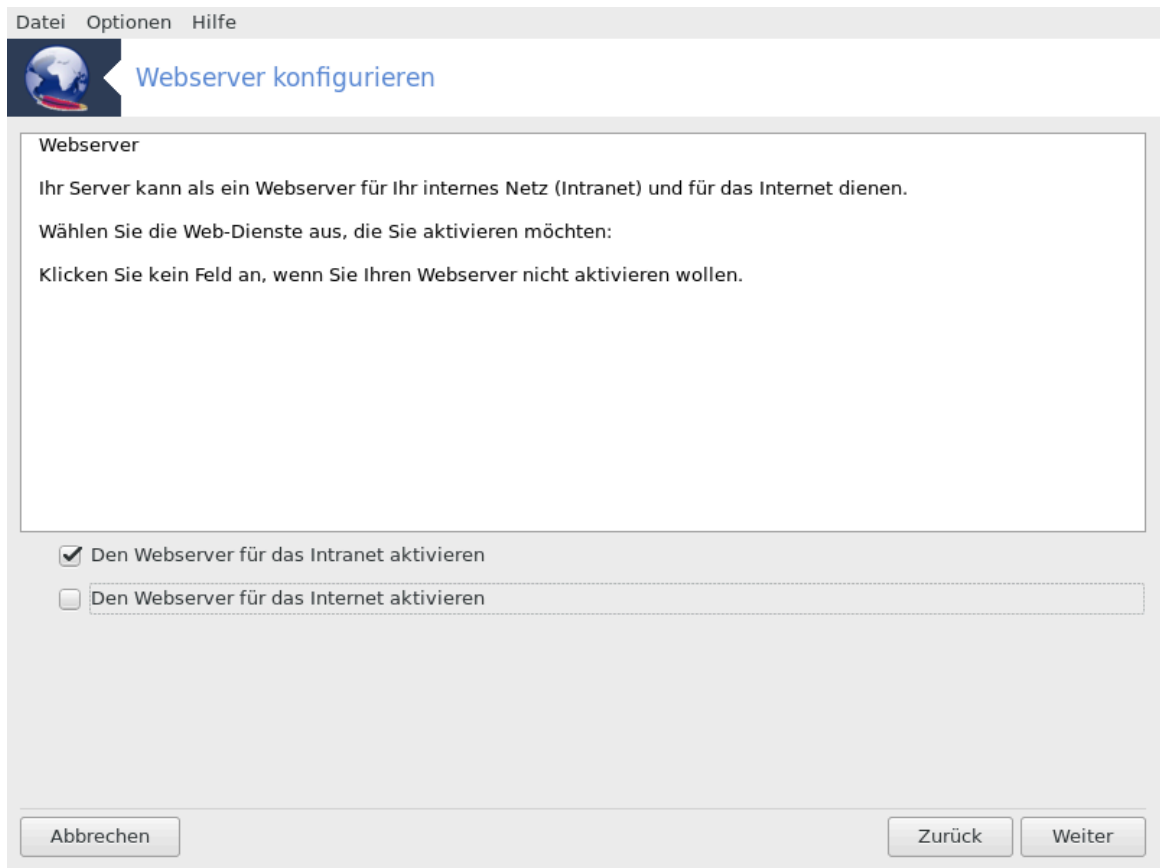 Datei Optionen Hilfe
Webserver konfigurieren
Webserver
Ihr Server kann als ein Webserver für Ihr internes Netz (Intranet) und für das Internet dienen.
Wählen Sie die Web-Dienste aus, die Sie aktivieren möchten:
Klicken Sie kein Feld an, wenn Sie Ihren Webserver nicht aktivieren wollen.
Den Webserver für das Intranet aktivieren
Den Webserver für das Internet aktivieren
Abbrechen Zurück Weiter